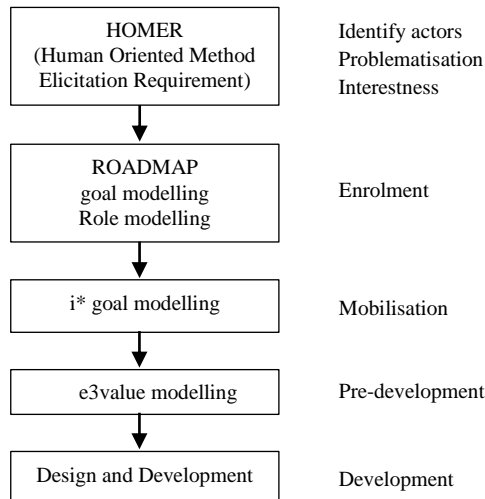 HOMER
(Human Oriented Method
Elicitation Requirement)
Identify actors
Problematisation
Interestness
ROADMAP
goal modelling
Role modelling
Enrolment
i* goal modelling
Mobilisation
e3value modelling
Pre-development
Design and Development
Development